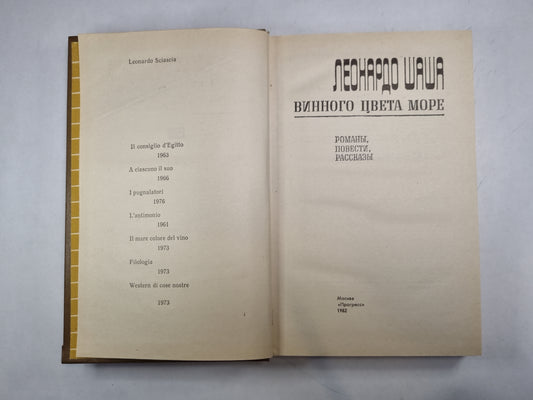 Leonardo Sciascia
Il consiglio d'Egitto
1963
A ciascuno il suo
1966
I pugnalatori
1976
L'antimonio
1961
Il mare colore del vino
1973
Filologia
1973
Western di cose nostre
1973
ЛЕОНАРДО ШАША
ВИННОГО ЦВЕТА МОРЕ
РОМАНЫ,
ПОВЕСТИ,
РАССКАЗЫ
Москва
«Прогресс»
1982